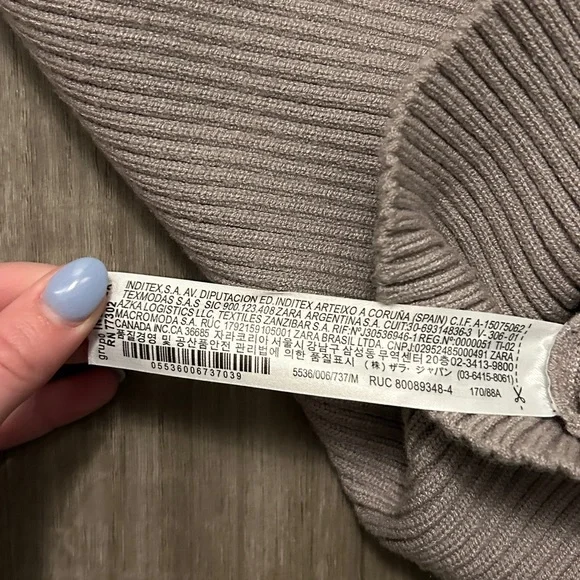 INDITEX S.A. AV. DIPUTACION ED. INDITEX ARTEIXO A CORUÑA (SPAIN) C.I.F. A-15075062
TEXMODAS S.A.S SIC 900.123.408 ZARA ARGENTINA S.A. CUIT30-69314836-3 V-306-01
AZKA LOGISTICS LLC, TEXTILES ZANZIBAR S.A. RIF Nº J-003536946-1 REG.Nº:0000051 TI-02
MACROMODA S.A. RUC 1792159105001 ZARA BRASIL LTDA. CNPJ-02952485000491 ZARA
CANADA INC.CA 36685 자라코리아 서울시 강남구 삼성동 무역센터 20층 02-3413-9800
품질경영 및 공산품안전 관리법에 의한 품질표시 (株) ザラ・ジャパン (03-6415-8061)
05536006737039
5536/006/737/M
RUC 80089348-4
170/88A